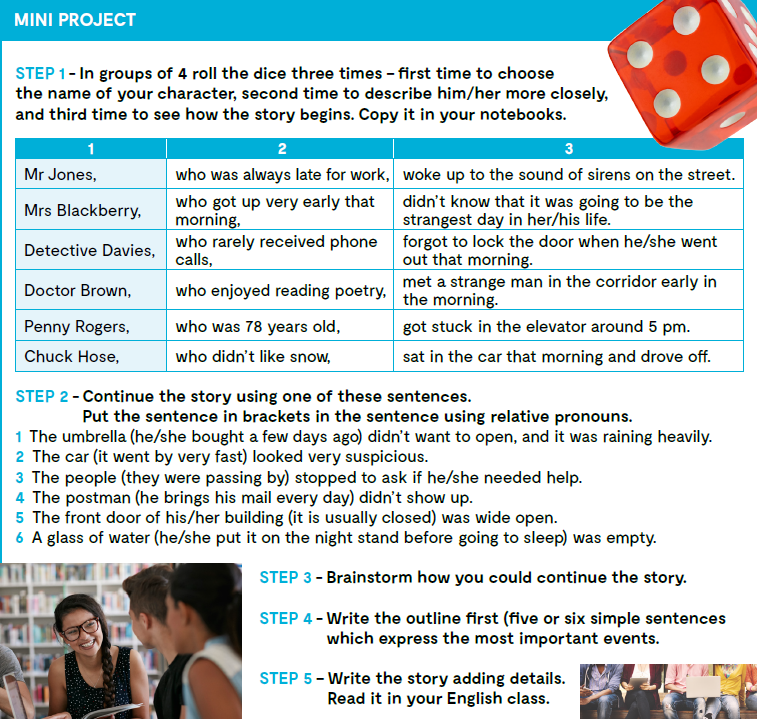 MINI PROJECT
STEP 1 - In groups of 4 roll the dice three times – first time to choose
the name of your character, second time to describe him/her more closely,
and third time to see how the story begins. Copy it in your notebooks.
1 2 3
Mr Jones, who was always late for work, woke up to the sound of sirens on the street.
Mrs Blackberry, who got up very early that morning, didn't know that it was going to be the strangest day in her/his life.
Detective Davies, who rarely received phone calls, forgot to lock the door when he/she went out that morning.
Doctor Brown, who enjoyed reading poetry, met a strange man in the corridor early in the morning.
Penny Rogers, who was 78 years old, got stuck in the elevator around 5 pm.
Chuck Hose, who didn't like snow, sat in the car that morning and drove off.
STEP 2 - Continue the story using one of these sentences.
Put the sentence in brackets in the sentence using relative pronouns.
1 The umbrella (he/she bought a few days ago) didn't want to open, and it was raining heavily.
2 The car (it went by very fast) looked very suspicious.
3 The people (they were passing by) stopped to ask if he/she needed help.
4 The postman (he brings his mail every day) didn't show up.
5 The front door of his/her building (it is usually closed) was wide open.
6 A glass of water (he/she put it on the night stand before going to sleep) was empty.
STEP 3 - Brainstorm how you could continue the story.
STEP 4 - Write the outline first (five or six simple sentences
which express the most important events.
STEP 5 – Write the story adding details.
Read it in your English class.